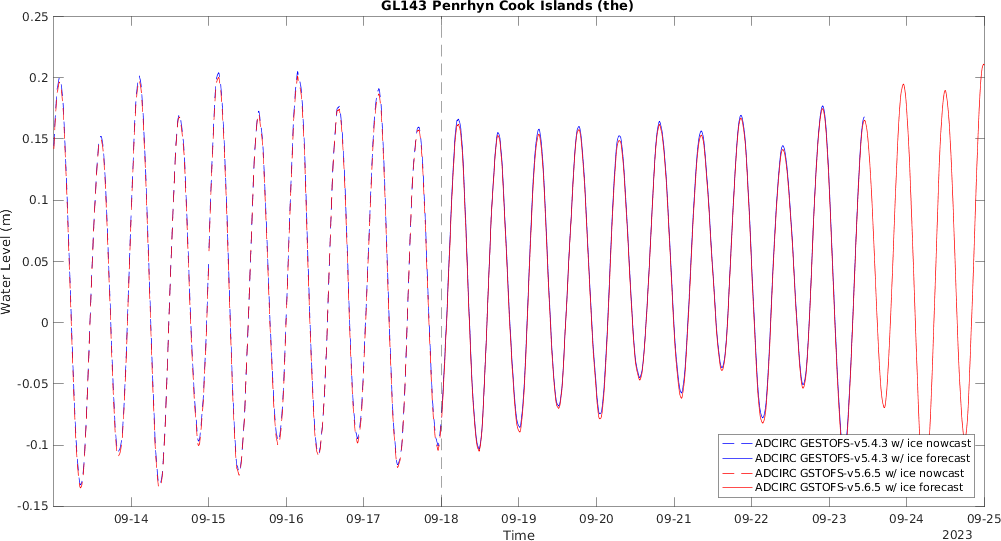 GL143 Penrhyn Cook Islands (the)
0.25
0.2
0.15
0.1
0.05
0
-0.05
-0.1
-0.15
Water Level (m)
ADCIRC GESTOFS-v5.4.3 w/ ice nowcast
ADCIRC GESTOFS-v5.4.3 w/ ice forecast
ADCIRC GSTOFS-v5.6.5 w/ ice nowcast
ADCIRC GSTOFS-v5.6.5 w/ ice forecast
09-14 09-15 09-16 09-17 09-18 09-19 09-20 09-21 09-22 09-23 09-24 09-25
Time
2023